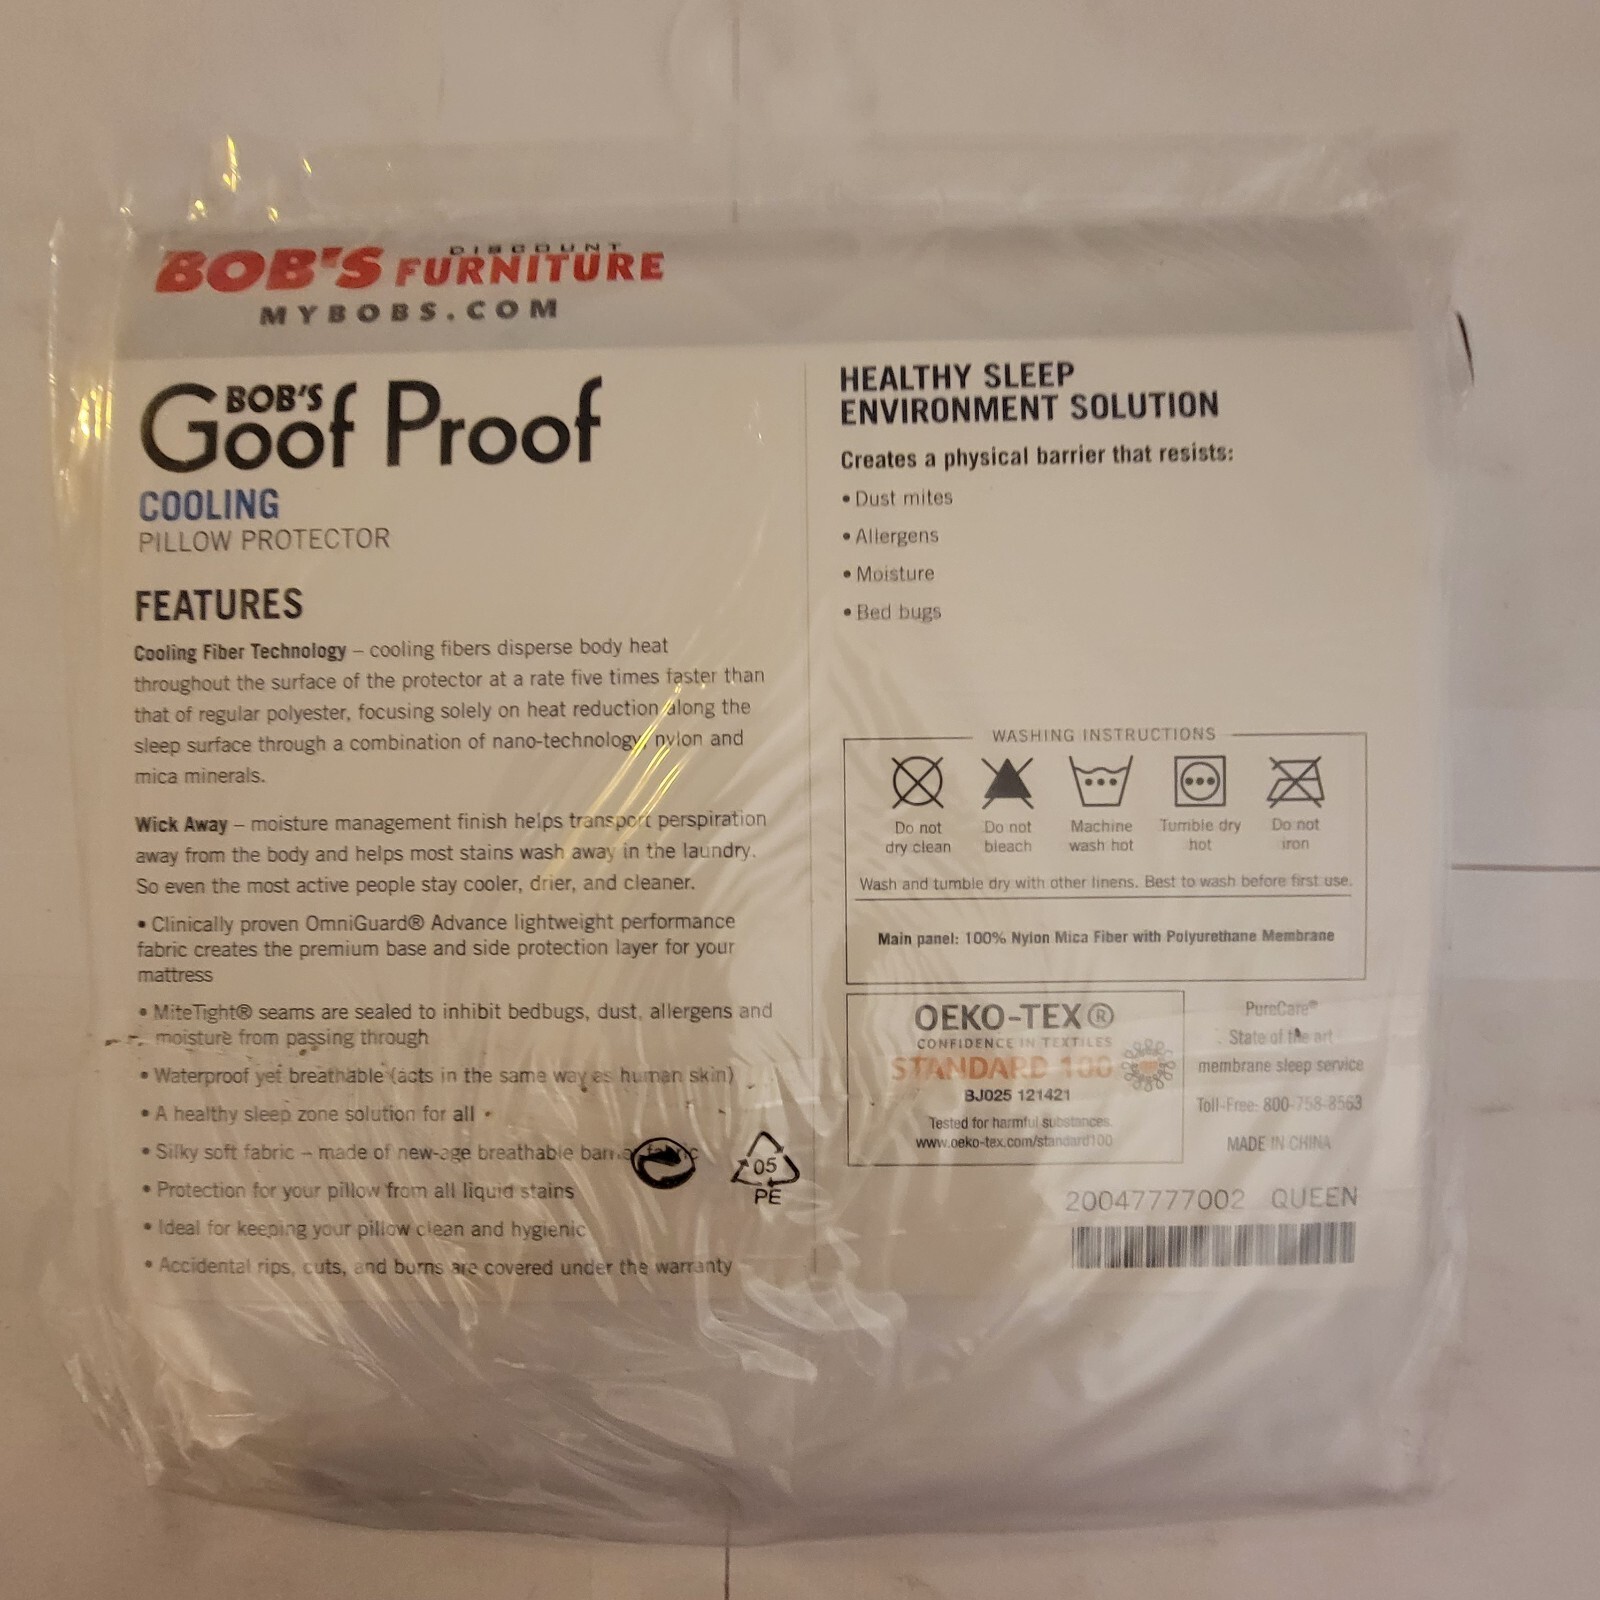 BOB'S DISCOUNT FURNITURE
MYBOBS.COM
BOB'S
Goof Proof
COOLING
PILLOW PROTECTOR
FEATURES
Cooling Fiber Technology – cooling fibers disperse body heat
throughout the surface of the protector at a rate five times faster than
that of regular polyester, focusing solely on heat reduction along the
sleep surface through a combination of nano-technology, nylon and
mica minerals.
Wick Away – moisture management finish helps transport perspiration
away from the body and helps most stains wash away in the laundry.
So even the most active people stay cooler, drier, and cleaner.
• Clinically proven OmniGuard® Advance lightweight performance
fabric creates the premium base and side protection layer for your
mattress
• MiteTight® seams are sealed to inhibit bedbugs, dust, allergens and
moisture from passing through
• Waterproof yet breathable (acts in the same way as human skin)
• A healthy sleep zone solution for all
• Silky soft fabric – made of new-age breathable barrier fabric
• Protection for your pillow from all liquid stains
• Ideal for keeping your pillow clean and hygienic
• Accidental rips, cuts, and burns are covered under the warranty
05
PE
HEALTHY SLEEP
ENVIRONMENT SOLUTION
Creates a physical barrier that resists:
• Dust mites
• Allergens
• Moisture
• Bed bugs
WASHING INSTRUCTIONS
Do not dry clean
Do not bleach
Machine wash hot
Tumble dry hot
Do not iron
Wash and tumble dry with other linens. Best to wash before first use.
Main panel: 100% Nylon Mica Fiber with Polyurethane Membrane
OEKO-TEX®
CONFIDENCE IN TEXTILES
STANDARD 100
BJ025 121421
Tested for harmful substances.
www.oeko-tex.com/standard100
PureCare®
State of the art
membrane sleep service
Toll-Free: 800-758-8563
MADE IN CHINA
20047777002 QUEEN